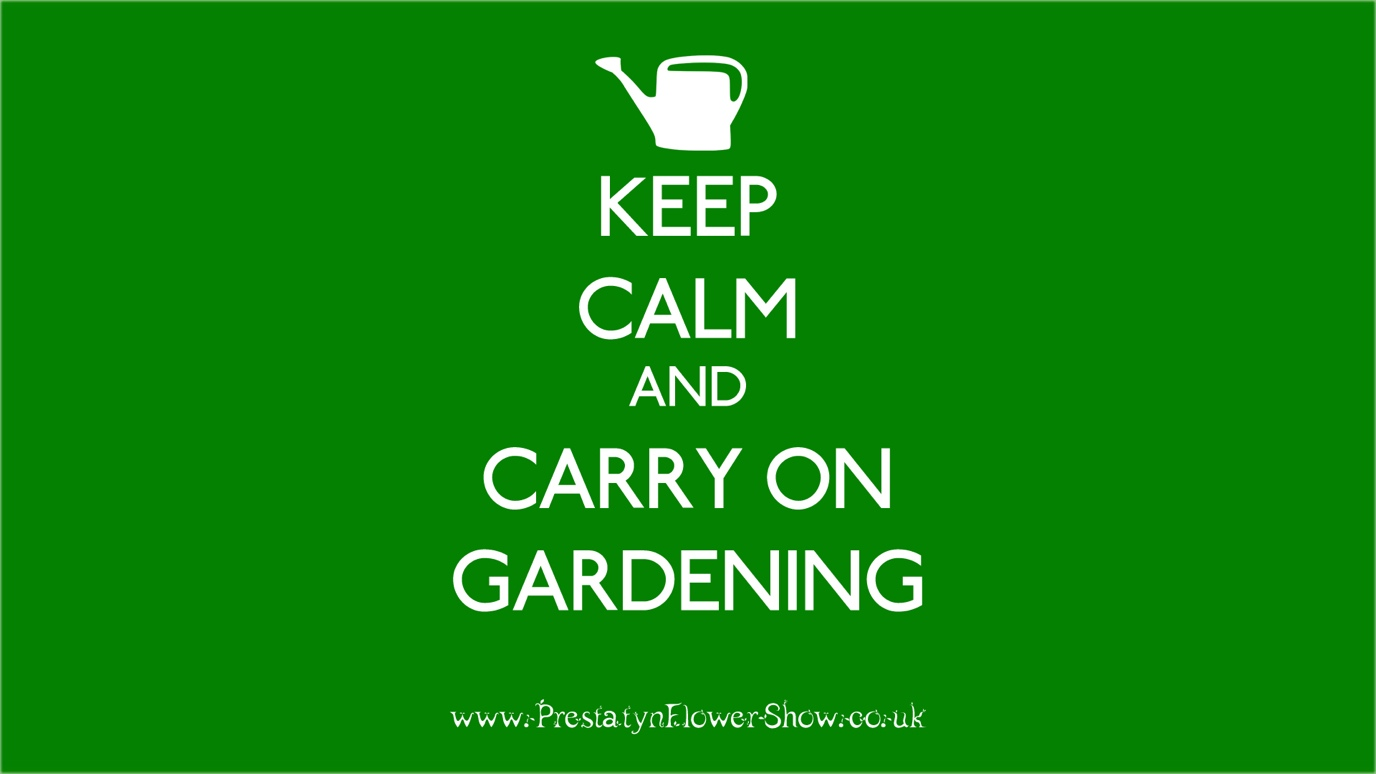 KEEP
CALM
AND
CARRY ON
GARDENING
www.PrestatynFlowerShow.co.uk